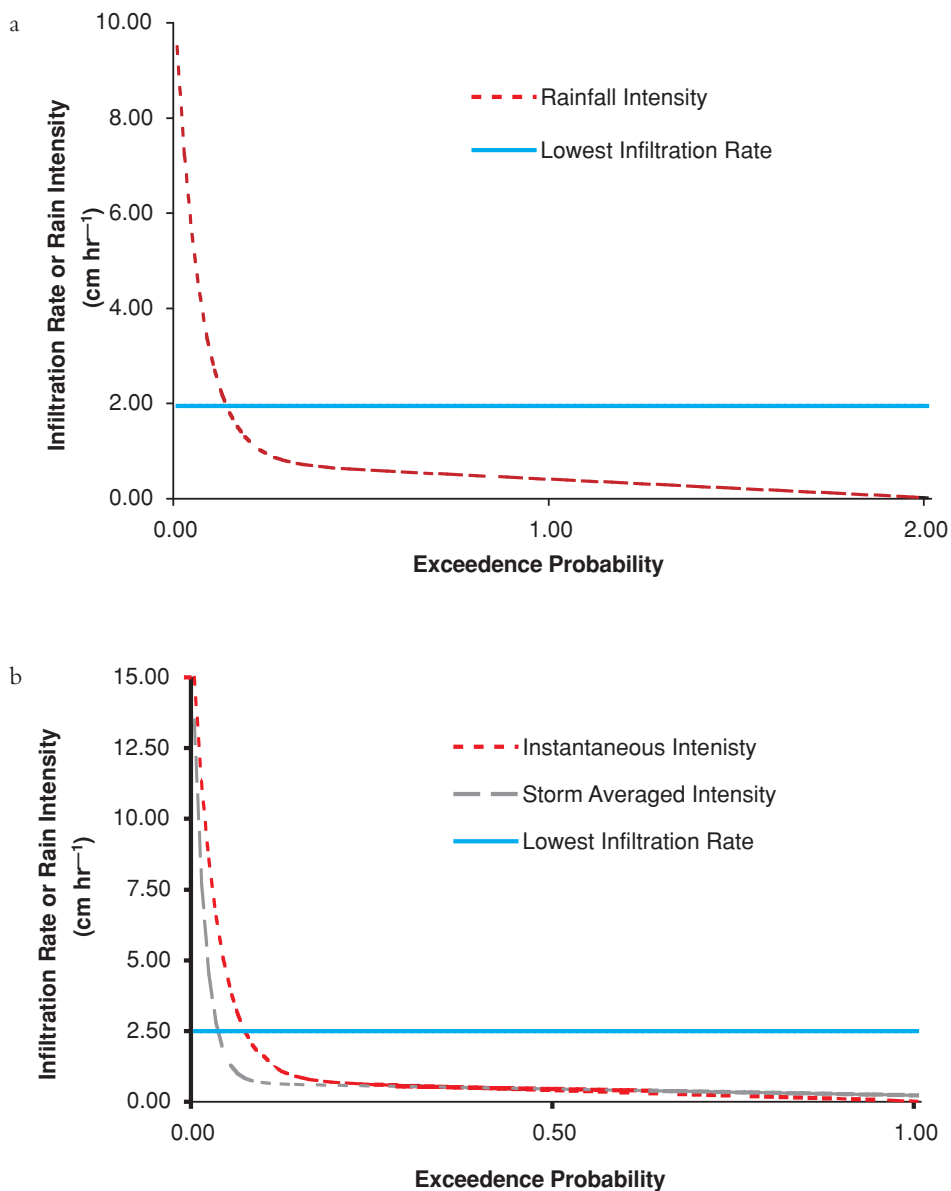 a
10.00
8.00
6.00
4.00
2.00
0.00
Infiltration Rate or Rain Intensity
(cm hr—1)
Rainfall Intensity
Lowest Infiltration Rate
0.00
1.00
2.00
Exceedence Probability
b
15.00
12.50
10.00
7.50
5.00
2.50
0.00
Infiltration Rate or Rain Intensity
(cm hr—1)
Instantaneous Intenisty
Storm Averaged Intensity
Lowest Infiltration Rate
0.00
0.50
1.00
Exceedence Probability